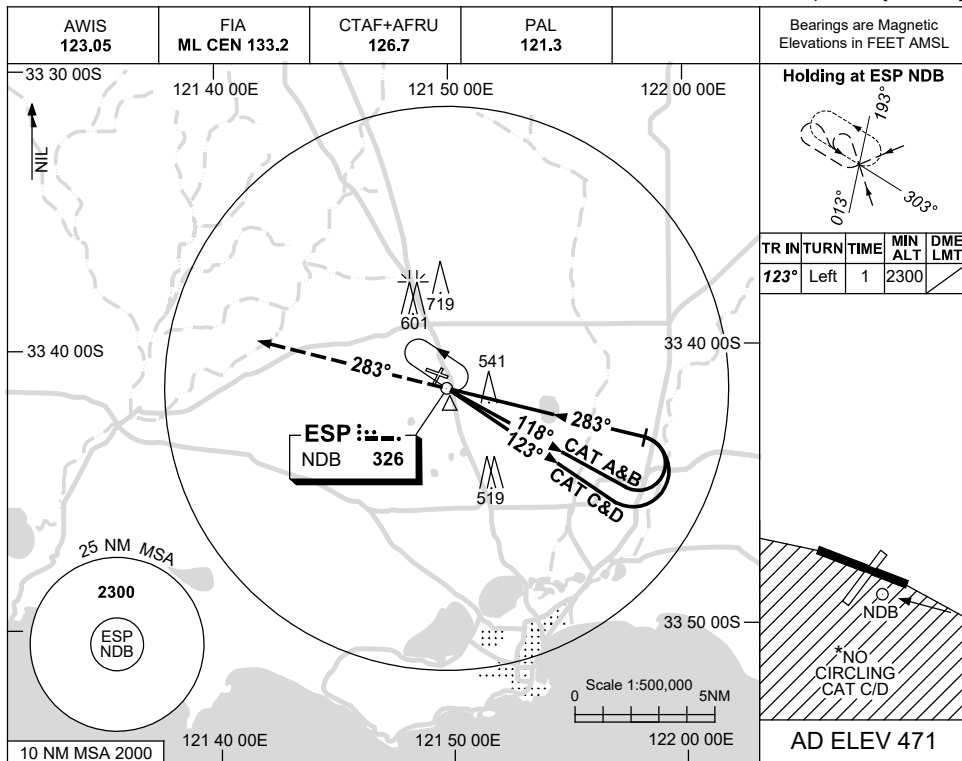 AWIS
123.05
FIA
ML CEN 133.2
CTAF+AFRU
126.7
PAL
121.3
Bearings are Magnetic
Elevations in FEET AMSL
33 30 00S
121 40 00E
121 50 00E
122 00 00E
NIL
Holding at ESP NDB
193°
013°
303°
TR IN TURN TIME MIN ALT DME LMT
123° Left 1 2300
719
601
33 40 00S
33 40 00S
541
283°
283°
118°
123°
CAT A&B
CAT C&D
ESP
NDB 326
519
25 NM MSA
2300
ESP
NDB
33 50 00S
NDB
*NO
CIRCLING
CAT C/D
Scale 1:500,000
0 5NM
10 NM MSA 2000
121 40 00E
121 50 00E
122 00 00E
AD ELEV 471